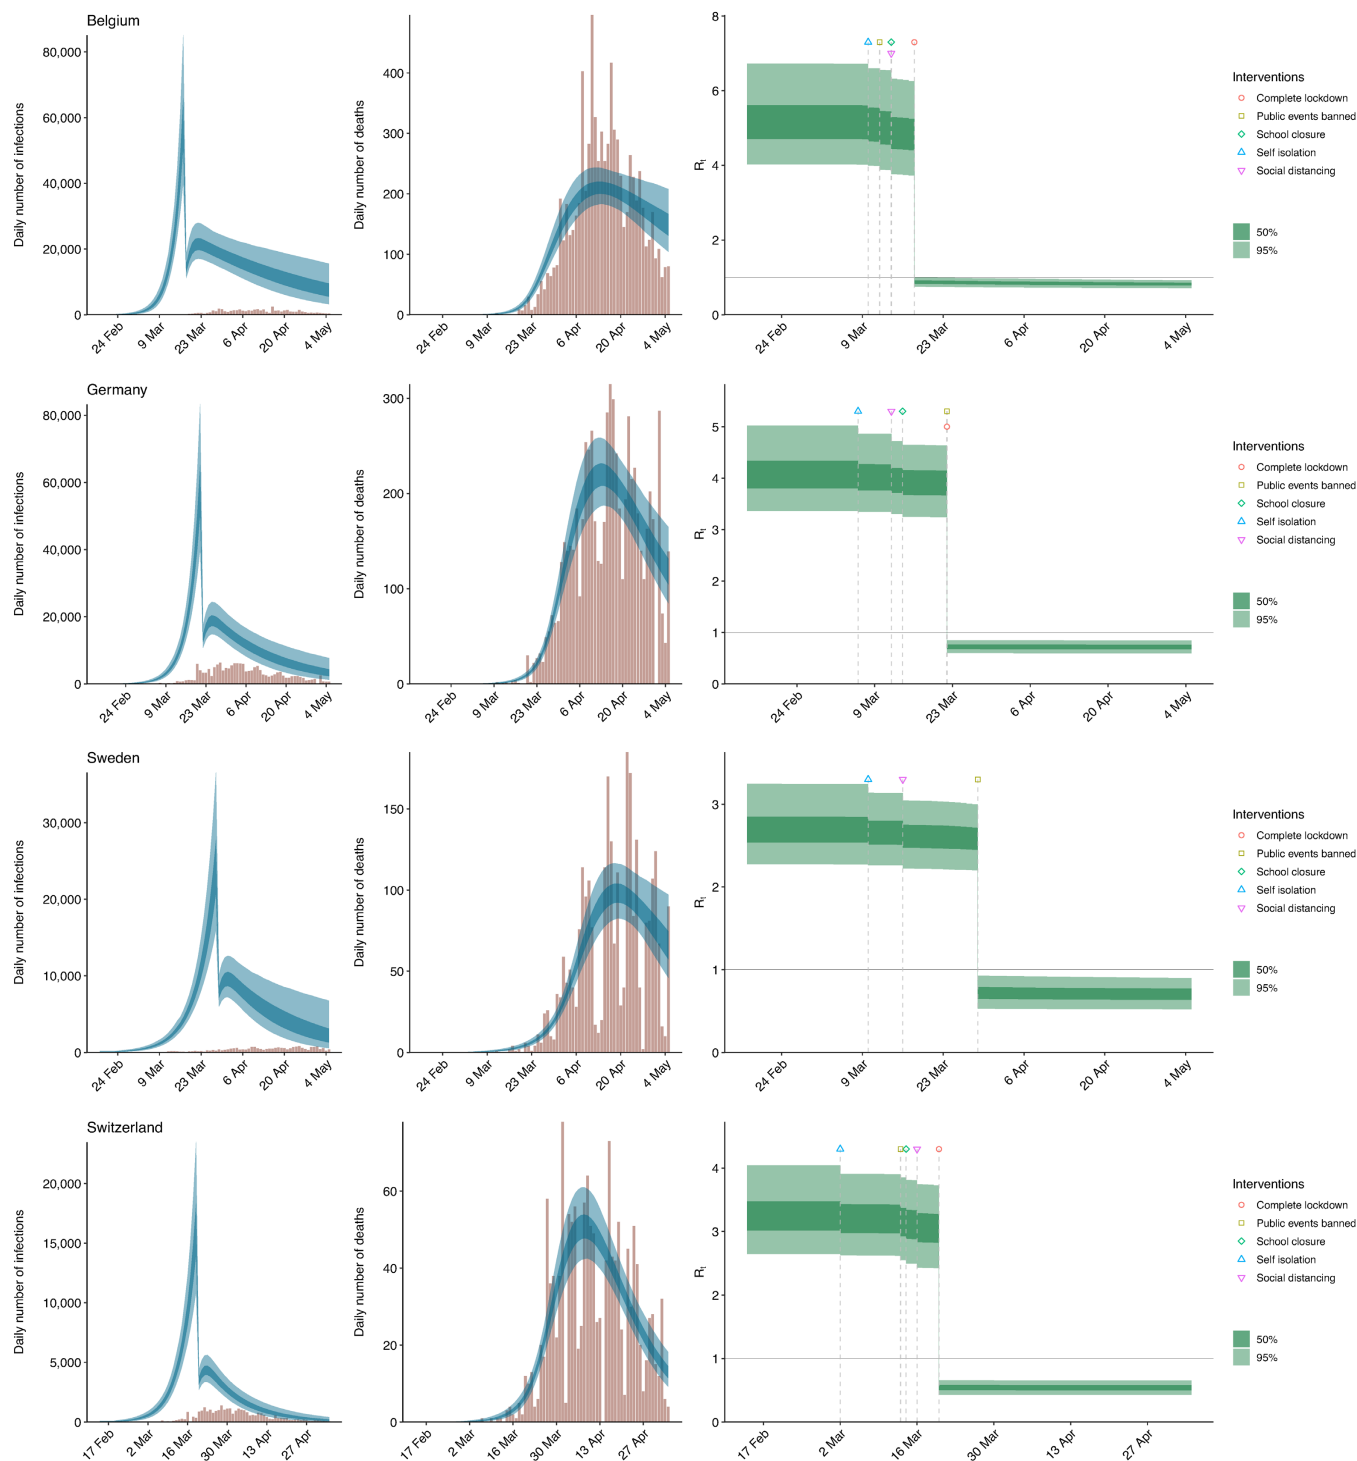 Belgium
Daily number of infections
80,000
60,000
40,000
20,000
0
24 Feb
9 Mar
23 Mar
6 Apr
20 Apr
4 May
Daily number of deaths
400
300
200
100
0
24 Feb
9 Mar
23 Mar
6 Apr
20 Apr
4 May
Rt
8
6
4
2
0
24 Feb
9 Mar
23 Mar
6 Apr
20 Apr
4 May
Interventions
Complete lockdown
Public events banned
School closure
Self isolation
Social distancing
50%
95%
Germany
Daily number of infections
80,000
60,000
40,000
20,000
0
24 Feb
9 Mar
23 Mar
6 Apr
20 Apr
4 May
Daily number of deaths
300
200
100
0
24 Feb
9 Mar
23 Mar
6 Apr
20 Apr
4 May
Rt
5
4
3
2
1
0
24 Feb
9 Mar
23 Mar
6 Apr
20 Apr
4 May
Interventions
Complete lockdown
Public events banned
School closure
Self isolation
Social distancing
50%
95%
Sweden
Daily number of infections
30,000
20,000
10,000
0
24 Feb
9 Mar
23 Mar
6 Apr
20 Apr
4 May
Daily number of deaths
150
100
50
0
24 Feb
9 Mar
23 Mar
6 Apr
20 Apr
4 May
Rt
3
2
1
0
24 Feb
9 Mar
23 Mar
6 Apr
20 Apr
4 May
Interventions
Complete lockdown
Public events banned
School closure
Self isolation
Social distancing
50%
95%
Switzerland
Daily number of infections
20,000
15,000
10,000
5,000
0
17 Feb
2 Mar
16 Mar
30 Mar
13 Apr
27 Apr
Daily number of deaths
60
40
20
0
17 Feb
2 Mar
16 Mar
30 Mar
13 Apr
27 Apr
Rt
4
3
2
1
0
17 Feb
2 Mar
16 Mar
30 Mar
13 Apr
27 Apr
Interventions
Complete lockdown
Public events banned
School closure
Self isolation
Social distancing
50%
95%